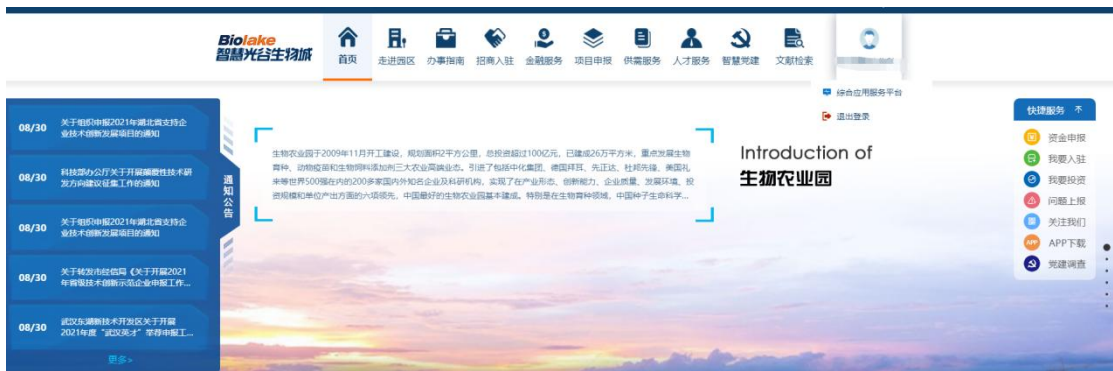 Biolake
智慧光谷生物城
首页
走进园区
办事指南
招商入驻
金融服务
项目申报
供需服务
人才服务
智慧党建
文献检索
综合应用服务平台
退出登录
08/30
关于组织申报2021年湖北省支持企
业技术创新发展项目的通知
08/30
科技部办公厅关于开展颠覆性技术研
发方向建议征集工作的通知
08/30
关于组织申报2021年湖北省支持企
业技术创新发展项目的通知
08/30
关于转发市经信局《关于开展2021
年省级技术创新示范企业申报工作...
08/30
武汉东湖新技术开发区关于开展
2021年度“武汉英才”举荐申报工...
更多>
通知公告
生物农业园于2009年11月开工建设，规划面积2平方公里，总投资超过100亿元，已建成26万平方米，重点发展生物
育种、动物疫苗和生物饲料添加剂三大农业高端业态。引进了包括中化集团、德国拜耳、先正达、杜邦先锋、美国礼
来等世界500强在内的200多家国内外知名企业及科研机构，实现了在产业形态、创新能力、企业质量、发展环境、投
资规模和单位产出方面的六项领先，中国最好的生物农业园基本建成。特别是在生物育种领域，中国种子生命科学...
Introduction of
生物农业园
快捷服务
资金申报
我要入驻
我要投资
问题上报
关注我们
APP
APP下载
党建调查